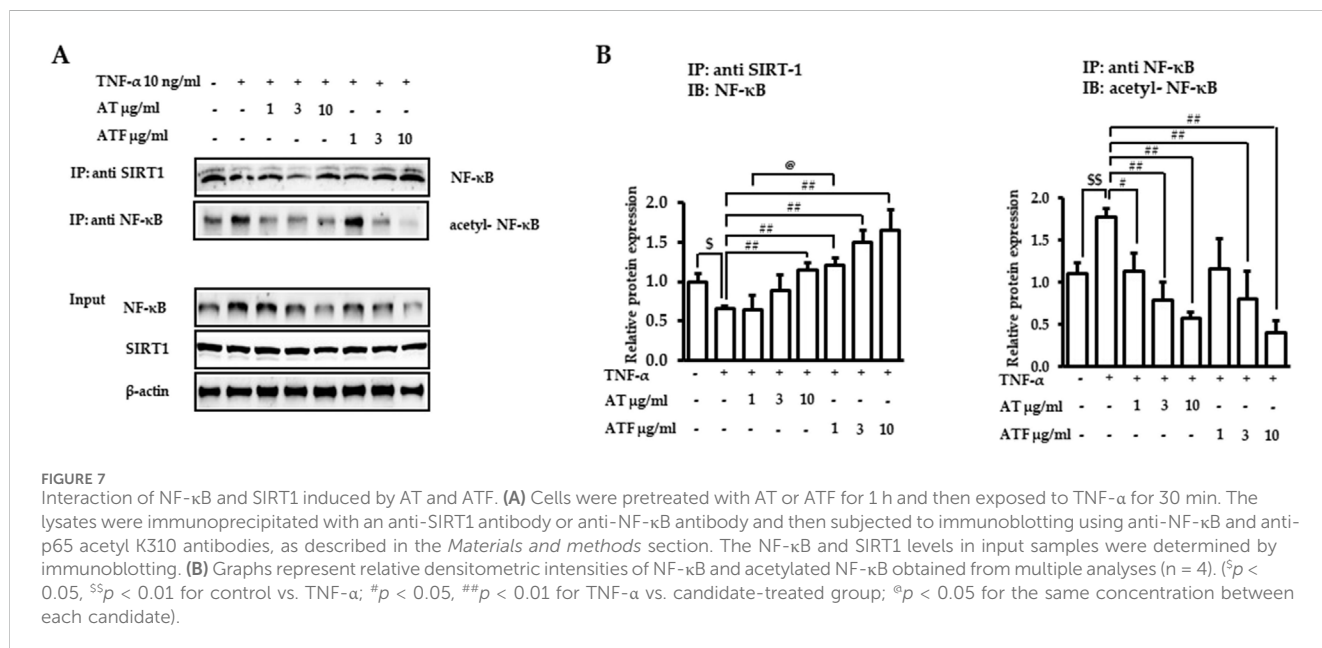 A
TNF-α 10 ng/ml - + + + + + + +
AT μg/ml - - 1 3 10 - - -
ATF μg/ml - - - - - 1 3 10
IP: anti SIRT1 NF-κB
IP: anti NF-κB acetyl- NF-κB
Input NF-κB
SIRT1
β-actin
B
IP: anti SIRT-1
IB: NF-κB
@
##
##
##
##
$
Relative protein expression
2.0
1.5
1.0
0.5
0.0
TNF-α - + + + + + + +
AT μg/ml - - 1 3 10 - - -
ATF μg/ml - - - - - 1 3 10
IP: anti NF-κB
IB: acetyl- NF-κB
##
##
##
##
#
$$
Relative protein expression
2.0
1.5
1.0
0.5
0.0
TNF-α - + + + + + + +
AT μg/ml - - 1 3 10 - - -
ATF μg/ml - - - - - 1 3 10
FIGURE 7
Interaction of NF-κB and SIRT1 induced by AT and ATF. (A) Cells were pretreated with AT or ATF for 1 h and then exposed to TNF-α for 30 min. The
lysates were immunoprecipitated with an anti-SIRT1 antibody or anti-NF-κB antibody and then subjected to immunoblotting using anti-NF-κB and anti-
p65 acetyl K310 antibodies, as described in the Materials and methods section. The NF-κB and SIRT1 levels in input samples were determined by
immunoblotting. (B) Graphs represent relative densitometric intensities of NF-κB and acetylated NF-κB obtained from multiple analyses (n = 4). ($p <
0.05, $$p < 0.01 for control vs. TNF-α; #p < 0.05, ##p < 0.01 for TNF-α vs. candidate-treated group; @p < 0.05 for the same concentration between
each candidate).